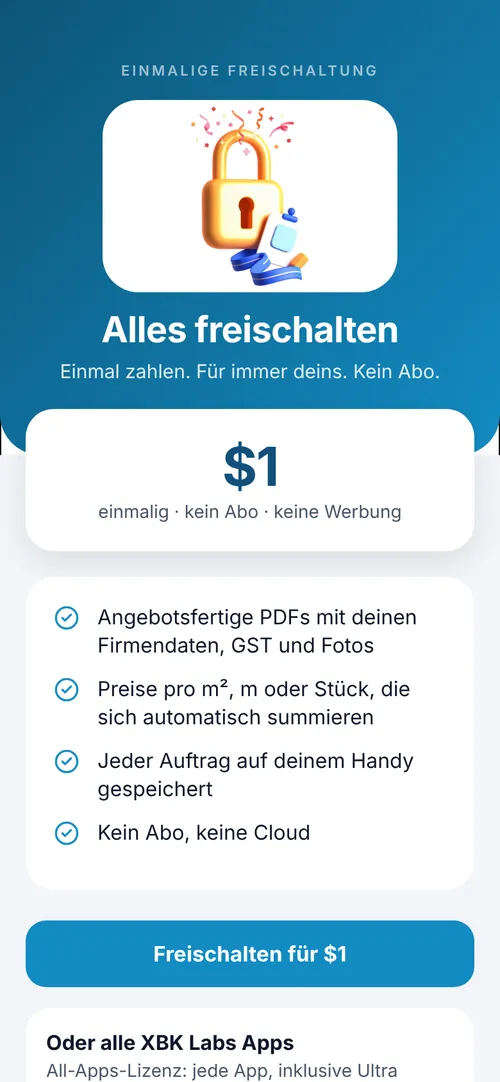 EINMALIGE FREISCHALTUNG
Alles freischalten
Einmal zahlen. Für immer deins. Kein Abo.
$1
einmalig · kein Abo · keine Werbung
Angebotsfertige PDFs mit deinen
Firmendaten, GST und Fotos
Preise pro m², m oder Stück, die
sich automatisch summieren
Jeder Auftrag auf deinem Handy
gespeichert
Kein Abo, keine Cloud
Freischalten für $1
Oder alle XBK Labs Apps
All-Apps-Lizenz: jede App, inklusive Ultra